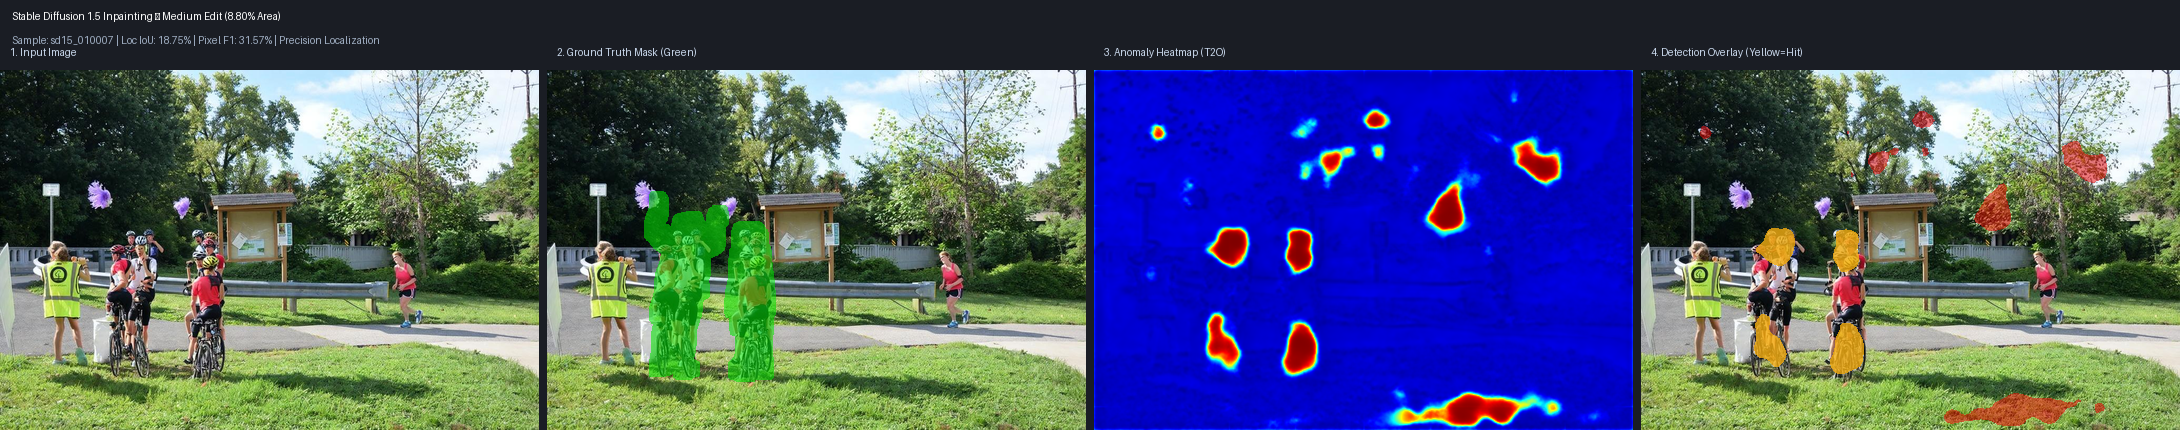 Stable Diffusion 1.5 Inpainting ▯ Medium Edit (8.80% Area)
Sample: sd15_010007 | Loc IoU: 18.75% | Pixel F1: 31.57% | Precision Localization
1. Input Image
2. Ground Truth Mask (Green)
3. Anomaly Heatmap (T2O)
4. Detection Overlay (Yellow=Hit)